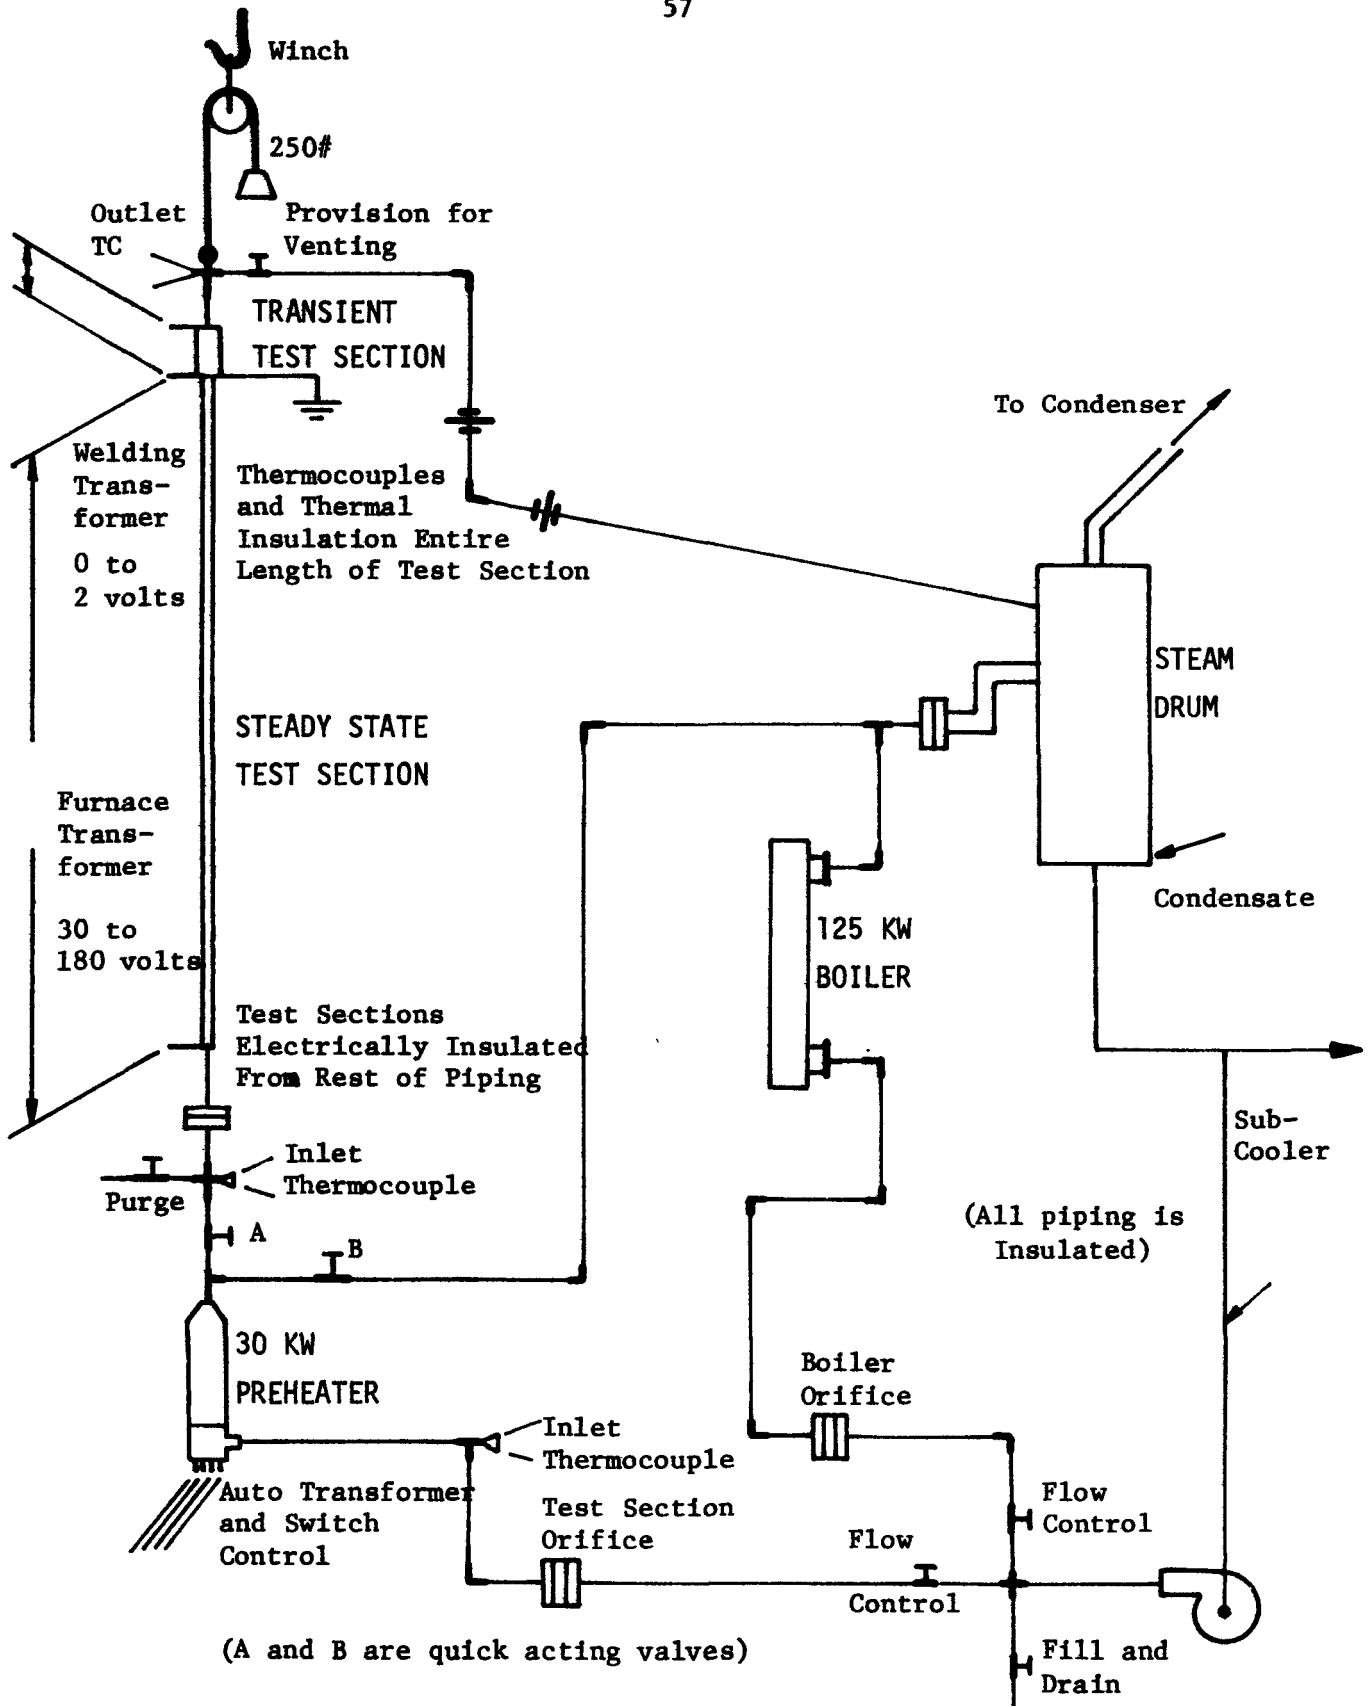 57
Winch
250#
Outlet
TC
Provision for
Venting
TRANSIENT
TEST SECTION
To Condenser
Welding
Trans-
former
0 to
2 volts
Thermocouples
and Thermal
Insulation Entire
Length of Test Section
STEAM
DRUM
STEADY STATE
TEST SECTION
Furnace
Trans-
former
30 to
180 volts
Condensate
125 KW
BOILER
Test Sections
Electrically Insulated
From Rest of Piping
Sub-
Cooler
Inlet
Thermocouple
Purge
A
B
(All piping is
Insulated)
30 KW
PREHEATER
Boiler
Orifice
Inlet
Thermocouple
Auto Transformer
and Switch
Control
Test Section
Orifice
Flow
Control
Flow
Control
(A and B are quick acting valves)
Fill and
Drain